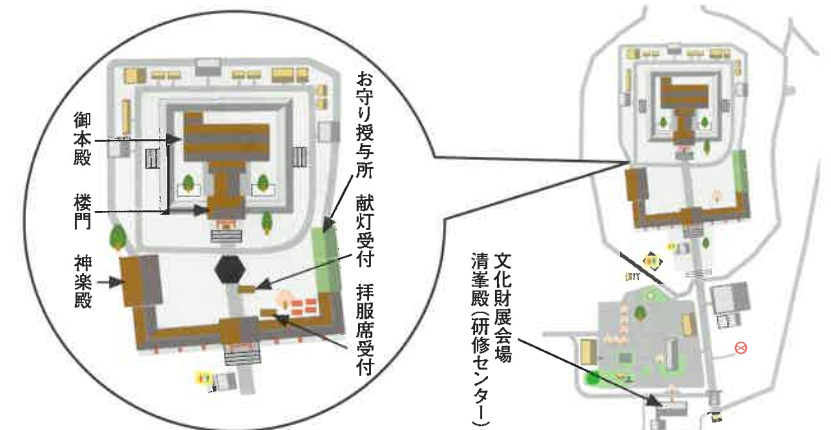 御本殿
楼門
神楽殿
お守り授与所
献灯受付
拝服席受付
文化財展会場
清峯殿(研修センター)